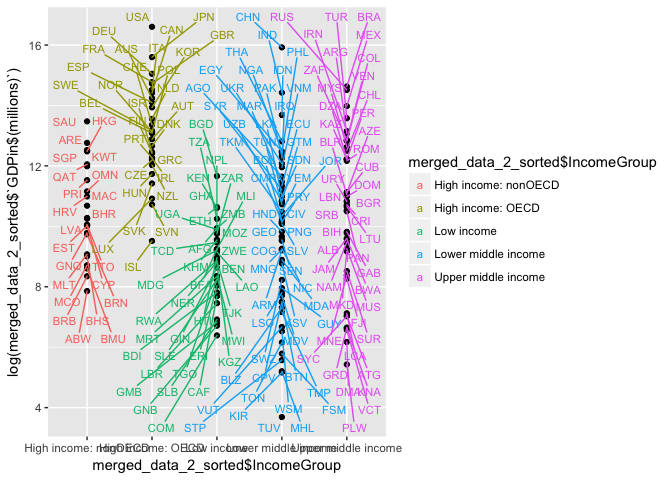 USA JPN CHN RUS TUR BRA
DEU CAN GBR IND IRN MEX
FRA AUS ITA KOR THA PHL ARG COL
ESP CHE POL EGY NGA IDN ZAF VEN
SWE NOR NLD AGO UKR PAK VNM MYS CHL
BEL ISR AUT SYR MAR IRQ DZA PER
SAU HKG FIN DNK BGD UZB ECU KAZ AZE
ARE PRT TZA TKM TUN GTM BLR ROM
SGP KWT GRC NPL SDN JOR CUB
QAT OMN CZE IRL KEN ZAR CMR YEM URY DOM
PRI MAC HUN NZL GHA MLI PRY LBN BGR
HRV BHR UGA ETH ZMB HND CIV SRB CRI
LVA SVK SVN MOZ GEO PNG BIH LTU
EST LUX TCD AFG ZWE COG SLV ALB PAN
GNQ ISL KHM BEN MNG SEN JAM GAB
MLT CYP MDG LAO NIC NAM BWA
MCO BRN NER ARM MDA MKD MUS
BRB BHS RWA TJK LSO GUY FJI
ABW BMU MRT GIN MWI MDV MNE SUR
BDI SLE ERI KGZ SWZ SYC LCA
LBR TGO BLZ CPV BTN GRD ATG
GMB SLB CAF TON TMP DMA KNA
GNB VUT KIR WSM FSM VCT
COM STP TUV MHL PLW
16
12
8
4
log(merged_data_2_sorted$`GDPin$(millions)`)
High income: nonOECD
High income: OECD
Low income
Lower middle income
Upper middle income
merged_data_2_sorted$IncomeGroup
merged_data_2_sorted$IncomeGroup
a High income: nonOECD
a High income: OECD
a Low income
a Lower middle income
a Upper middle income